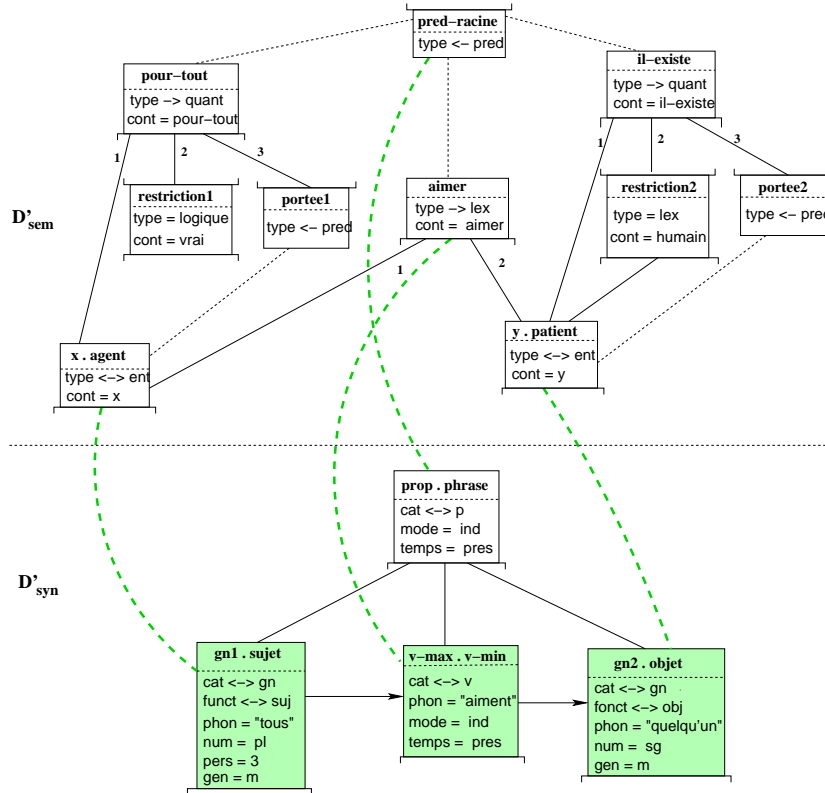 pred-racine
type <- pred
pour-tout
type -> quant
cont = pour-tout
il-existe
type -> quant
cont = il-existe
1
2
3
1
2
3
restriction1
type = logique
cont = vrai
portee1
type <- pred
aimer
type -> lex
cont = aimer
restriction2
type = lex
cont = humain
portee2
type <- pred
D'sem
1
2
x . agent
type <-> ent
cont = x
y . patient
type <-> ent
cont = y
prop . phrase
cat <-> p
mode = ind
temps = pres
D'syn
gn1 . sujet
cat <-> gn
funct <-> suj
phon = "tous"
num = pl
pers = 3
gen = m
v-max . v-min
cat <-> v
phon = "aiment"
mode = ind
temps = pres
gn2 . objet
cat <-> gn
fonct <-> obj
phon = "quelqu'un"
num = sg
gen = m